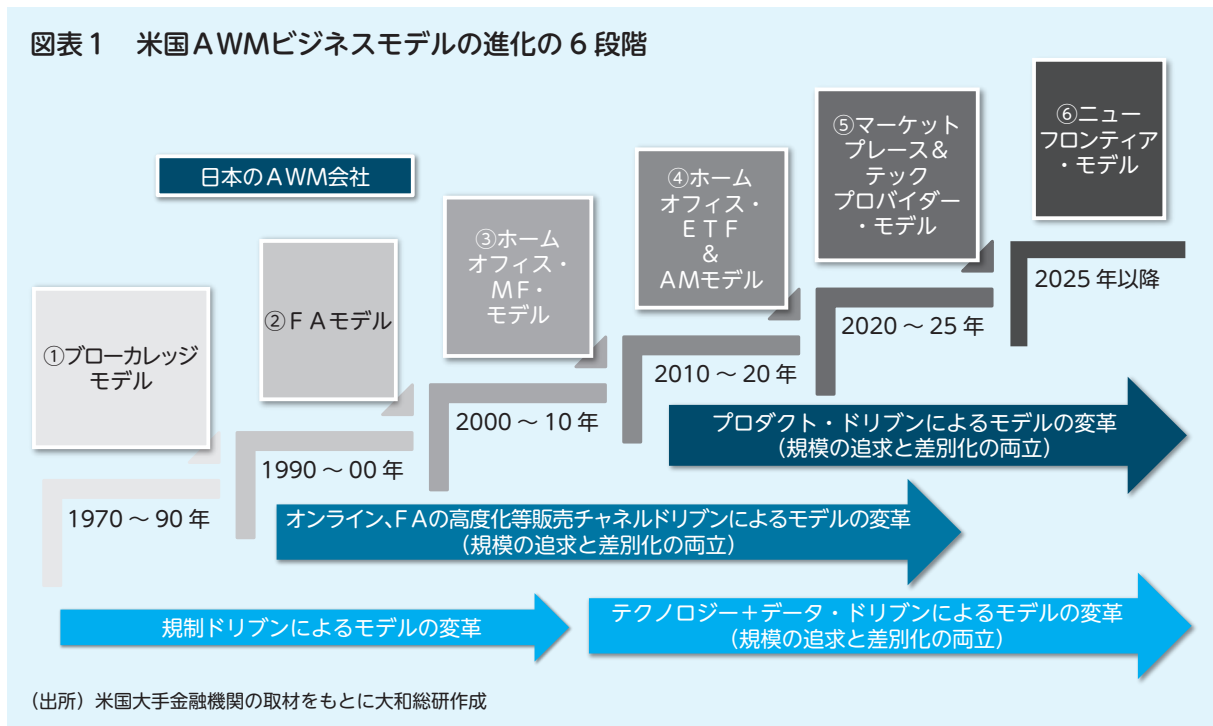 図表1 米国AWMビジネスモデルの進化の6段階
日本のAWM会社
①ブローカレッジ
モデル
1970～90年
②FAモデル
1990～00年
③ホーム
オフィス・
MF・
モデル
2000～10年
④ホーム
オフィス・
ETF
&
AMモデル
2010～20年
⑤マーケット
プレース&
テック
プロバイダー
・モデル
2020～25年
⑥ニュー
フロンティア
・モデル
2025年以降
プロダクト・ドリブンによるモデルの変革
(規模の追求と差別化の両立)
オンライン、FAの高度化等販売チャネルドリブンによるモデルの変革
(規模の追求と差別化の両立)
規制ドリブンによるモデルの変革
テクノロジー+データ・ドリブンによるモデルの変革
(規模の追求と差別化の両立)
(出所)米国大手金融機関の取材をもとに大和総研作成